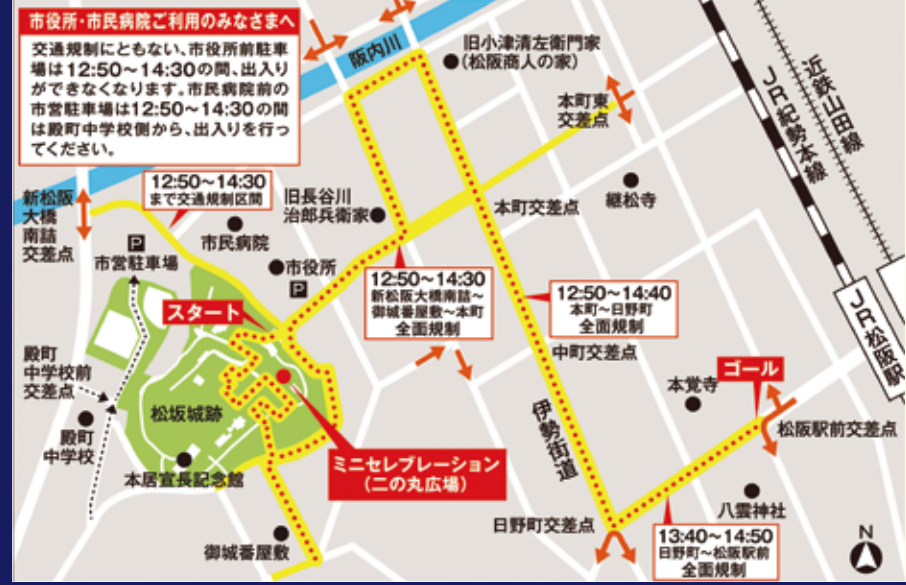 市役所・市民病院ご利用のみなさまへ
交通規制にともない、市役所前駐車
場は12:50〜14:30の間、出入り
ができなくなります。市民病院前の
市営駐車場は12:50〜14:30の間
は殿町中学校側から、出入りを行っ
てください。
阪内川
旧小津清左衛門家
(松阪商人の家)
本町東
交差点
JR紀勢本線
近鉄山田線
新松阪
大橋
南詰
交差点
12:50〜14:30
まで交通規制区間
旧長谷川
治郎兵衛家
本町交差点
継松寺
P
市営駐車場
市民病院
市役所
P
スタート
12:50〜14:30
新松阪大橋南詰〜
御城番屋敷〜本町
全面規制
12:50〜14:40
本町〜日野町
全面規制
JR松阪駅
中町交差点
殿町
中学校前
交差点
松坂城跡
本覚寺
ゴール
殿町
中学校
本居宣長記念館
ミニセレブレーション
(二の丸広場)
伊勢街道
松阪駅前交差点
八雲神社
日野町交差点
御城番屋敷
13:40〜14:50
日野町〜松阪駅前
全面規制
N